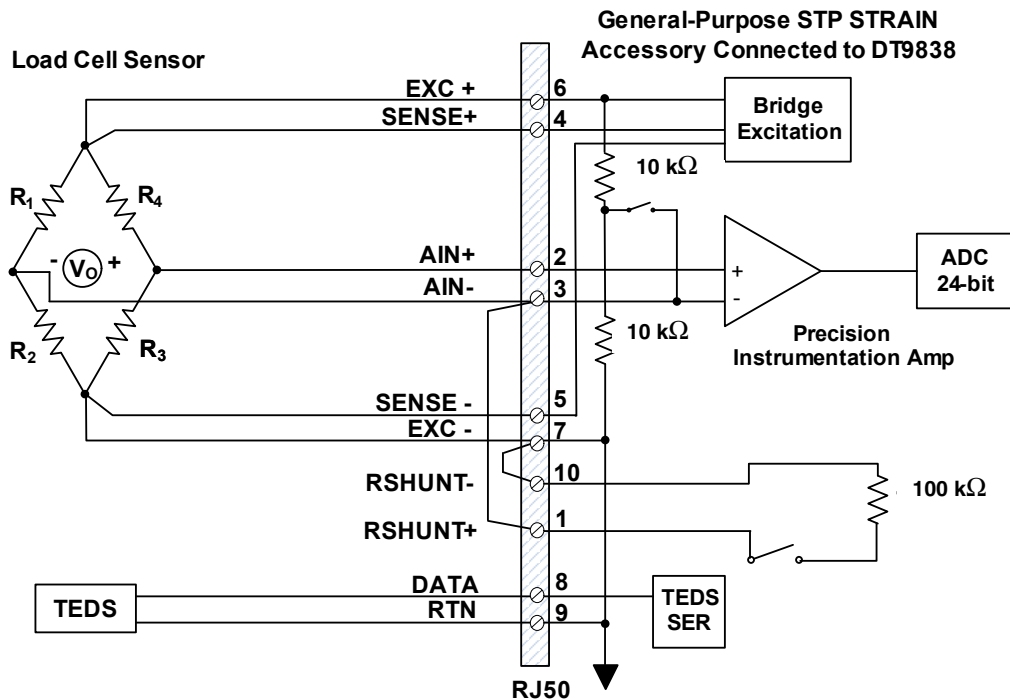 General-Purpose STP STRAIN
Accessory Connected to DT9838
Load Cell Sensor
EXC +
6
SENSE+
4
Bridge
Excitation
10 kΩ
R1
R4
- VO +
AIN+
2
AIN-
3
+
-
ADC
24-bit
R2
R3
10 kΩ
Precision
Instrumentation Amp
SENSE -
5
EXC -
7
RSHUNT-
10
100 kΩ
RSHUNT+
1
TEDS
DATA
8
RTN
9
TEDS
SER
RJ50